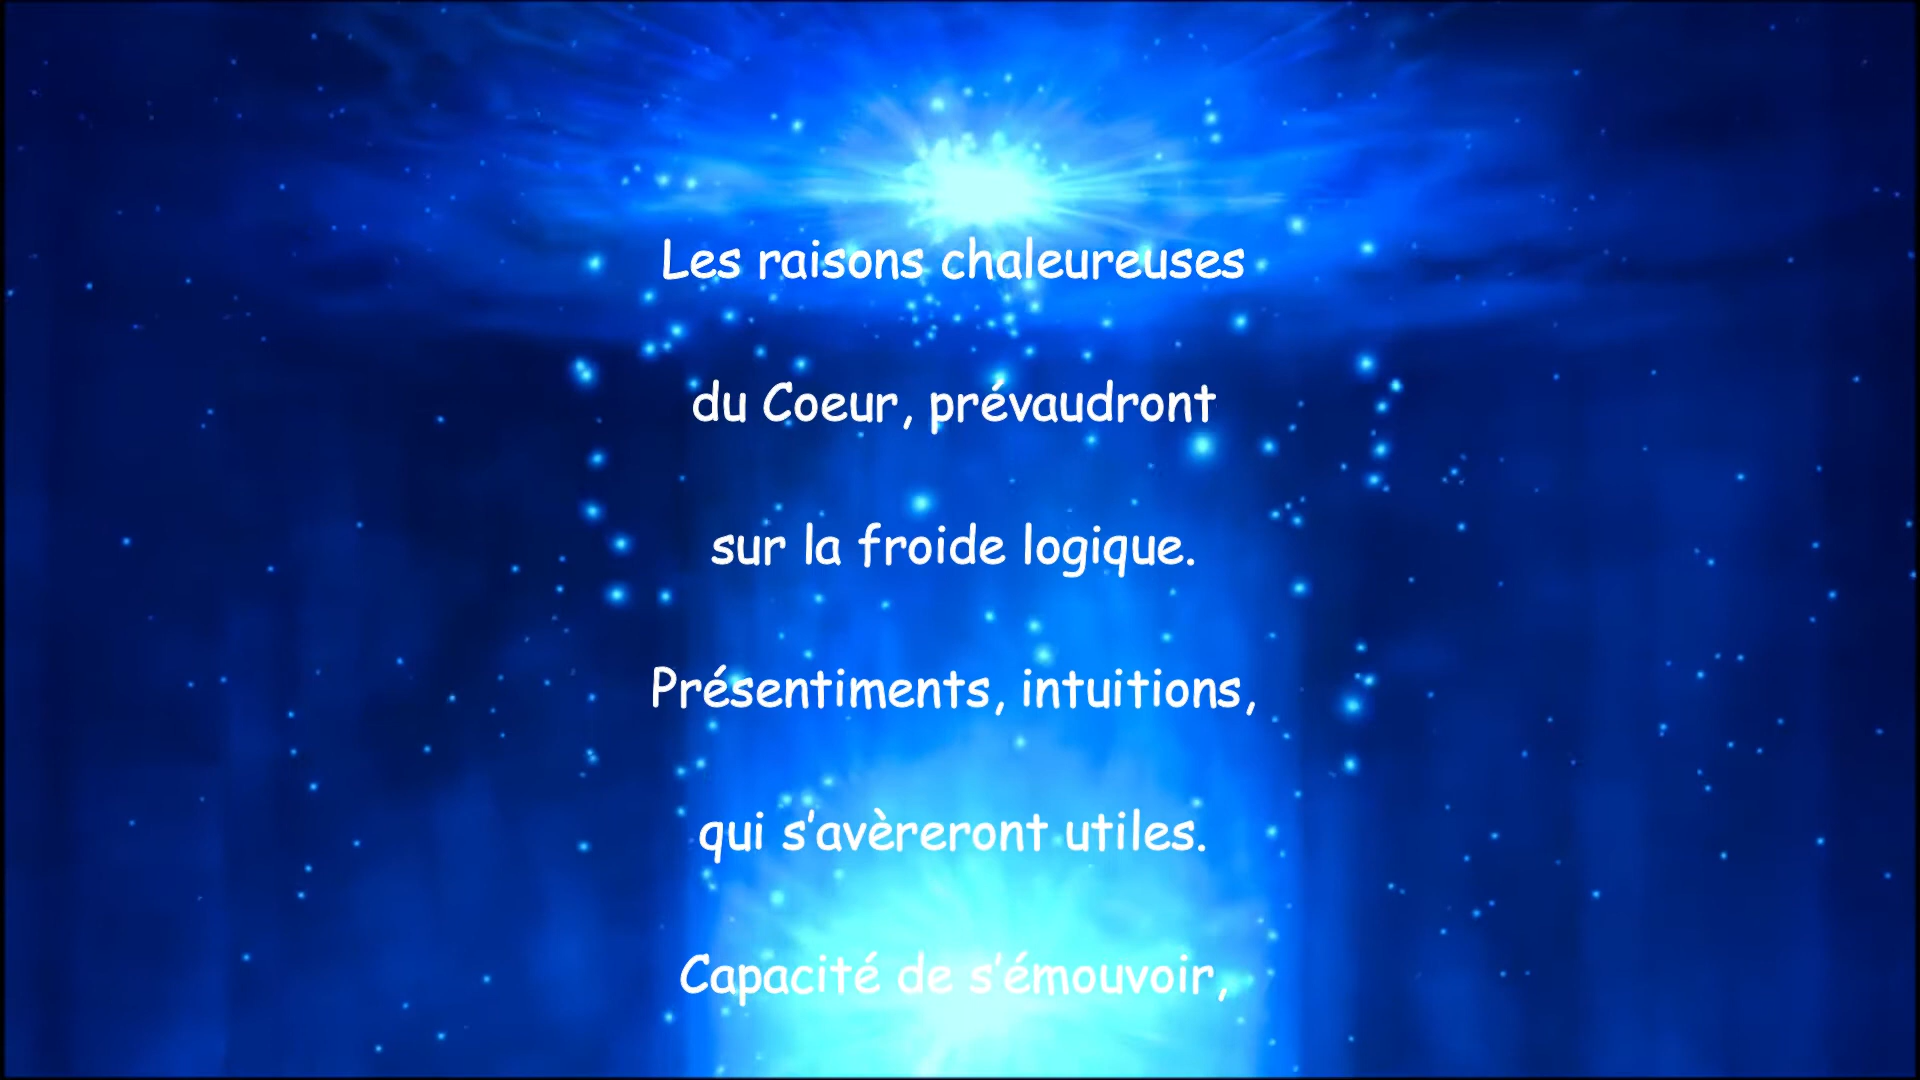 Les raisons chaleureuses
du Coeur, prévaudront
sur la froide logique.
Présentiments, intuitions,
qui s'avèreront utiles.
Capacité de s'émouvoir,